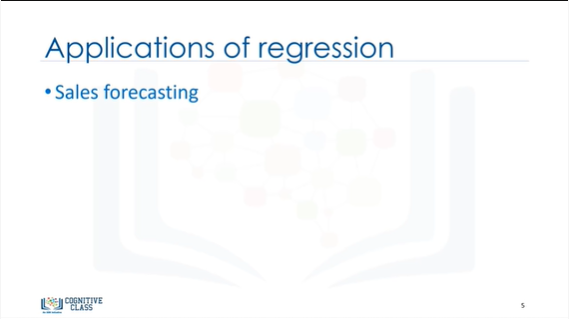 Applications of regression
• Sales forecasting
COGNITIVE
CLASS
5